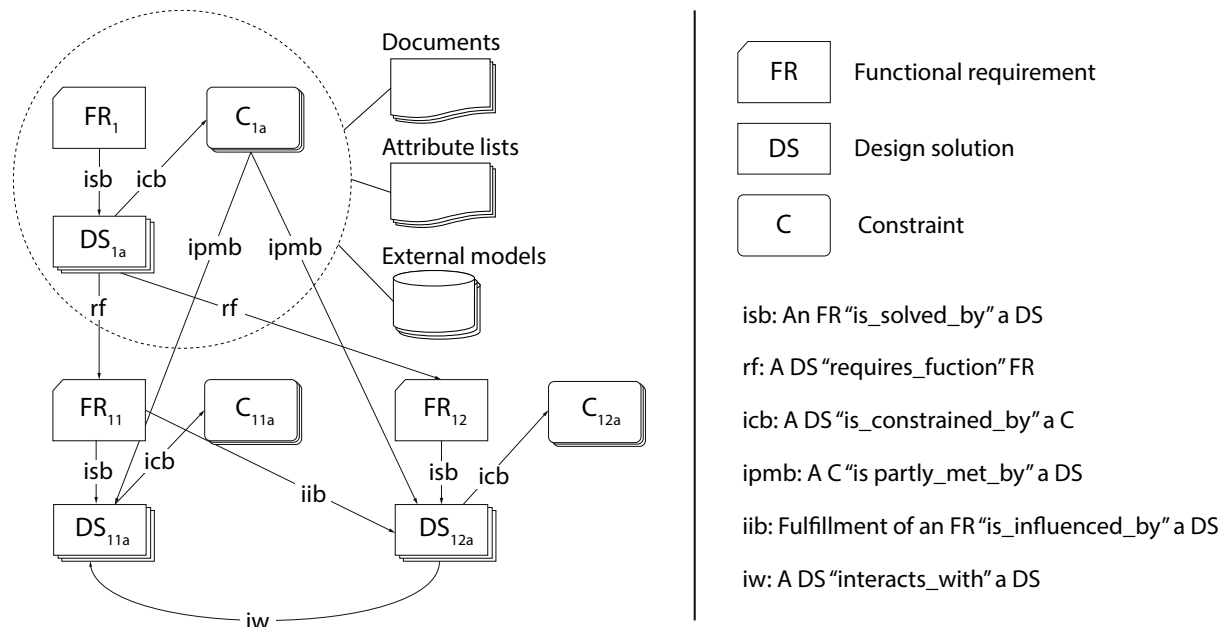 Documents
FR1
C1a
Attribute lists
isb
icb
DS1a
ipmb
ipmb
External models
rf
rf
FR11
C11a
FR12
C12a
isb
icb
isb
icb
iib
DS11a
DS12a
iw
FR Functional requirement
DS Design solution
C Constraint
isb: An FR “is_solved_by” a DS
rf: A DS “requires_fuction” FR
icb: A DS “is_constrained_by” a C
ipmb: A C “is partly_met_by” a DS
iib: Fulfillment of an FR “is_influenced_by” a DS
iw: A DS “interacts_with” a DS